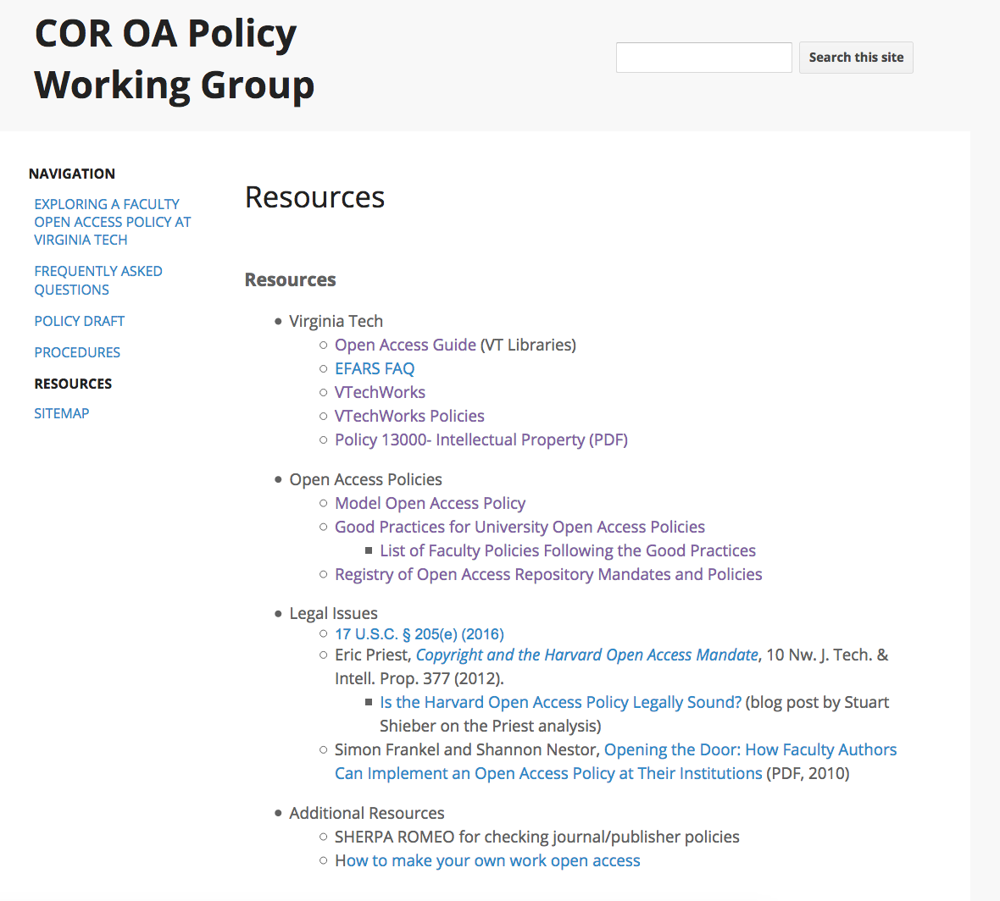 COR OA Policy
Working Group
Search this site
NAVIGATION
EXPLORING A FACULTY
OPEN ACCESS POLICY AT
VIRGINIA TECH
FREQUENTLY ASKED
QUESTIONS
POLICY DRAFT
PROCEDURES
RESOURCES
SITEMAP
Resources
Resources
Virginia Tech
Open Access Guide (VT Libraries)
EFARS FAQ
VTechWorks
VTechWorks Policies
Policy 13000- Intellectual Property (PDF)
Open Access Policies
Model Open Access Policy
Good Practices for University Open Access Policies
List of Faculty Policies Following the Good Practices
Registry of Open Access Repository Mandates and Policies
Legal Issues
17 U.S.C. § 205(e) (2016)
Eric Priest, Copyright and the Harvard Open Access Mandate, 10 Nw. J. Tech. &
Intell. Prop. 377 (2012).
Is the Harvard Open Access Policy Legally Sound? (blog post by Stuart
Shieber on the Priest analysis)
Simon Frankel and Shannon Nestor, Opening the Door: How Faculty Authors
Can Implement an Open Access Policy at Their Institutions (PDF, 2010)
Additional Resources
SHERPA ROMEO for checking journal/publisher policies
How to make your own work open access